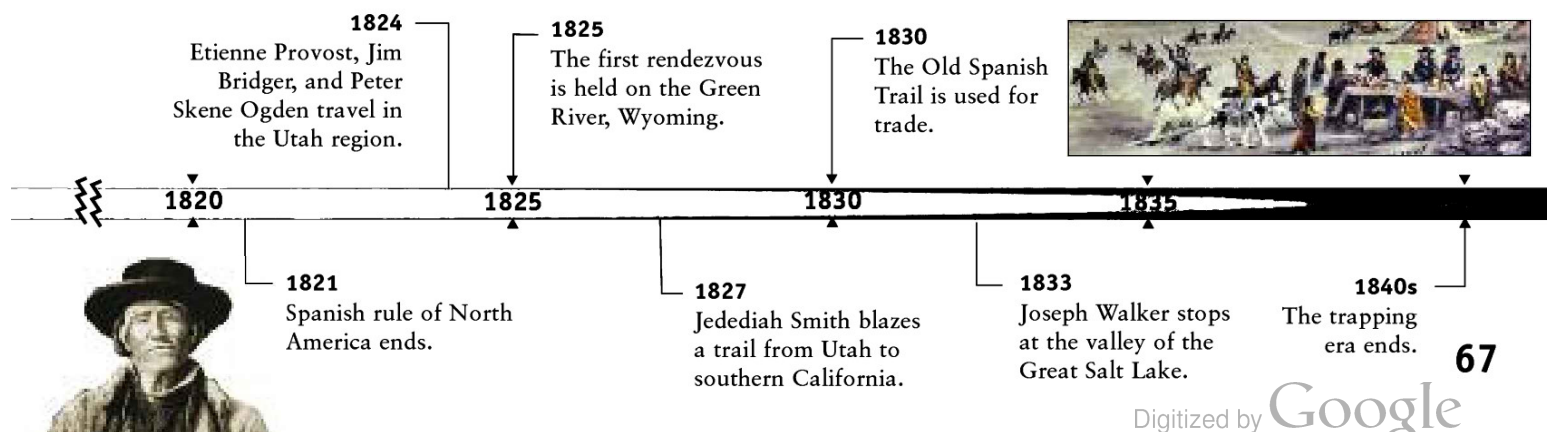 1824
Etienne Provost, Jim
Bridger, and Peter
Skene Ogden travel in
the Utah region.
1825
The first rendezvous
is held on the Green
River, Wyoming.
1830
The Old Spanish
Trail is used for
trade.
1820
1825
1830
1835
1821
Spanish rule of North
America ends.
1827
Jedediah Smith blazes
a trail from Utah to
southern California.
1833
Joseph Walker stops
at the valley of the
Great Salt Lake.
1840s
The trapping
era ends.
67
Digitized by Google